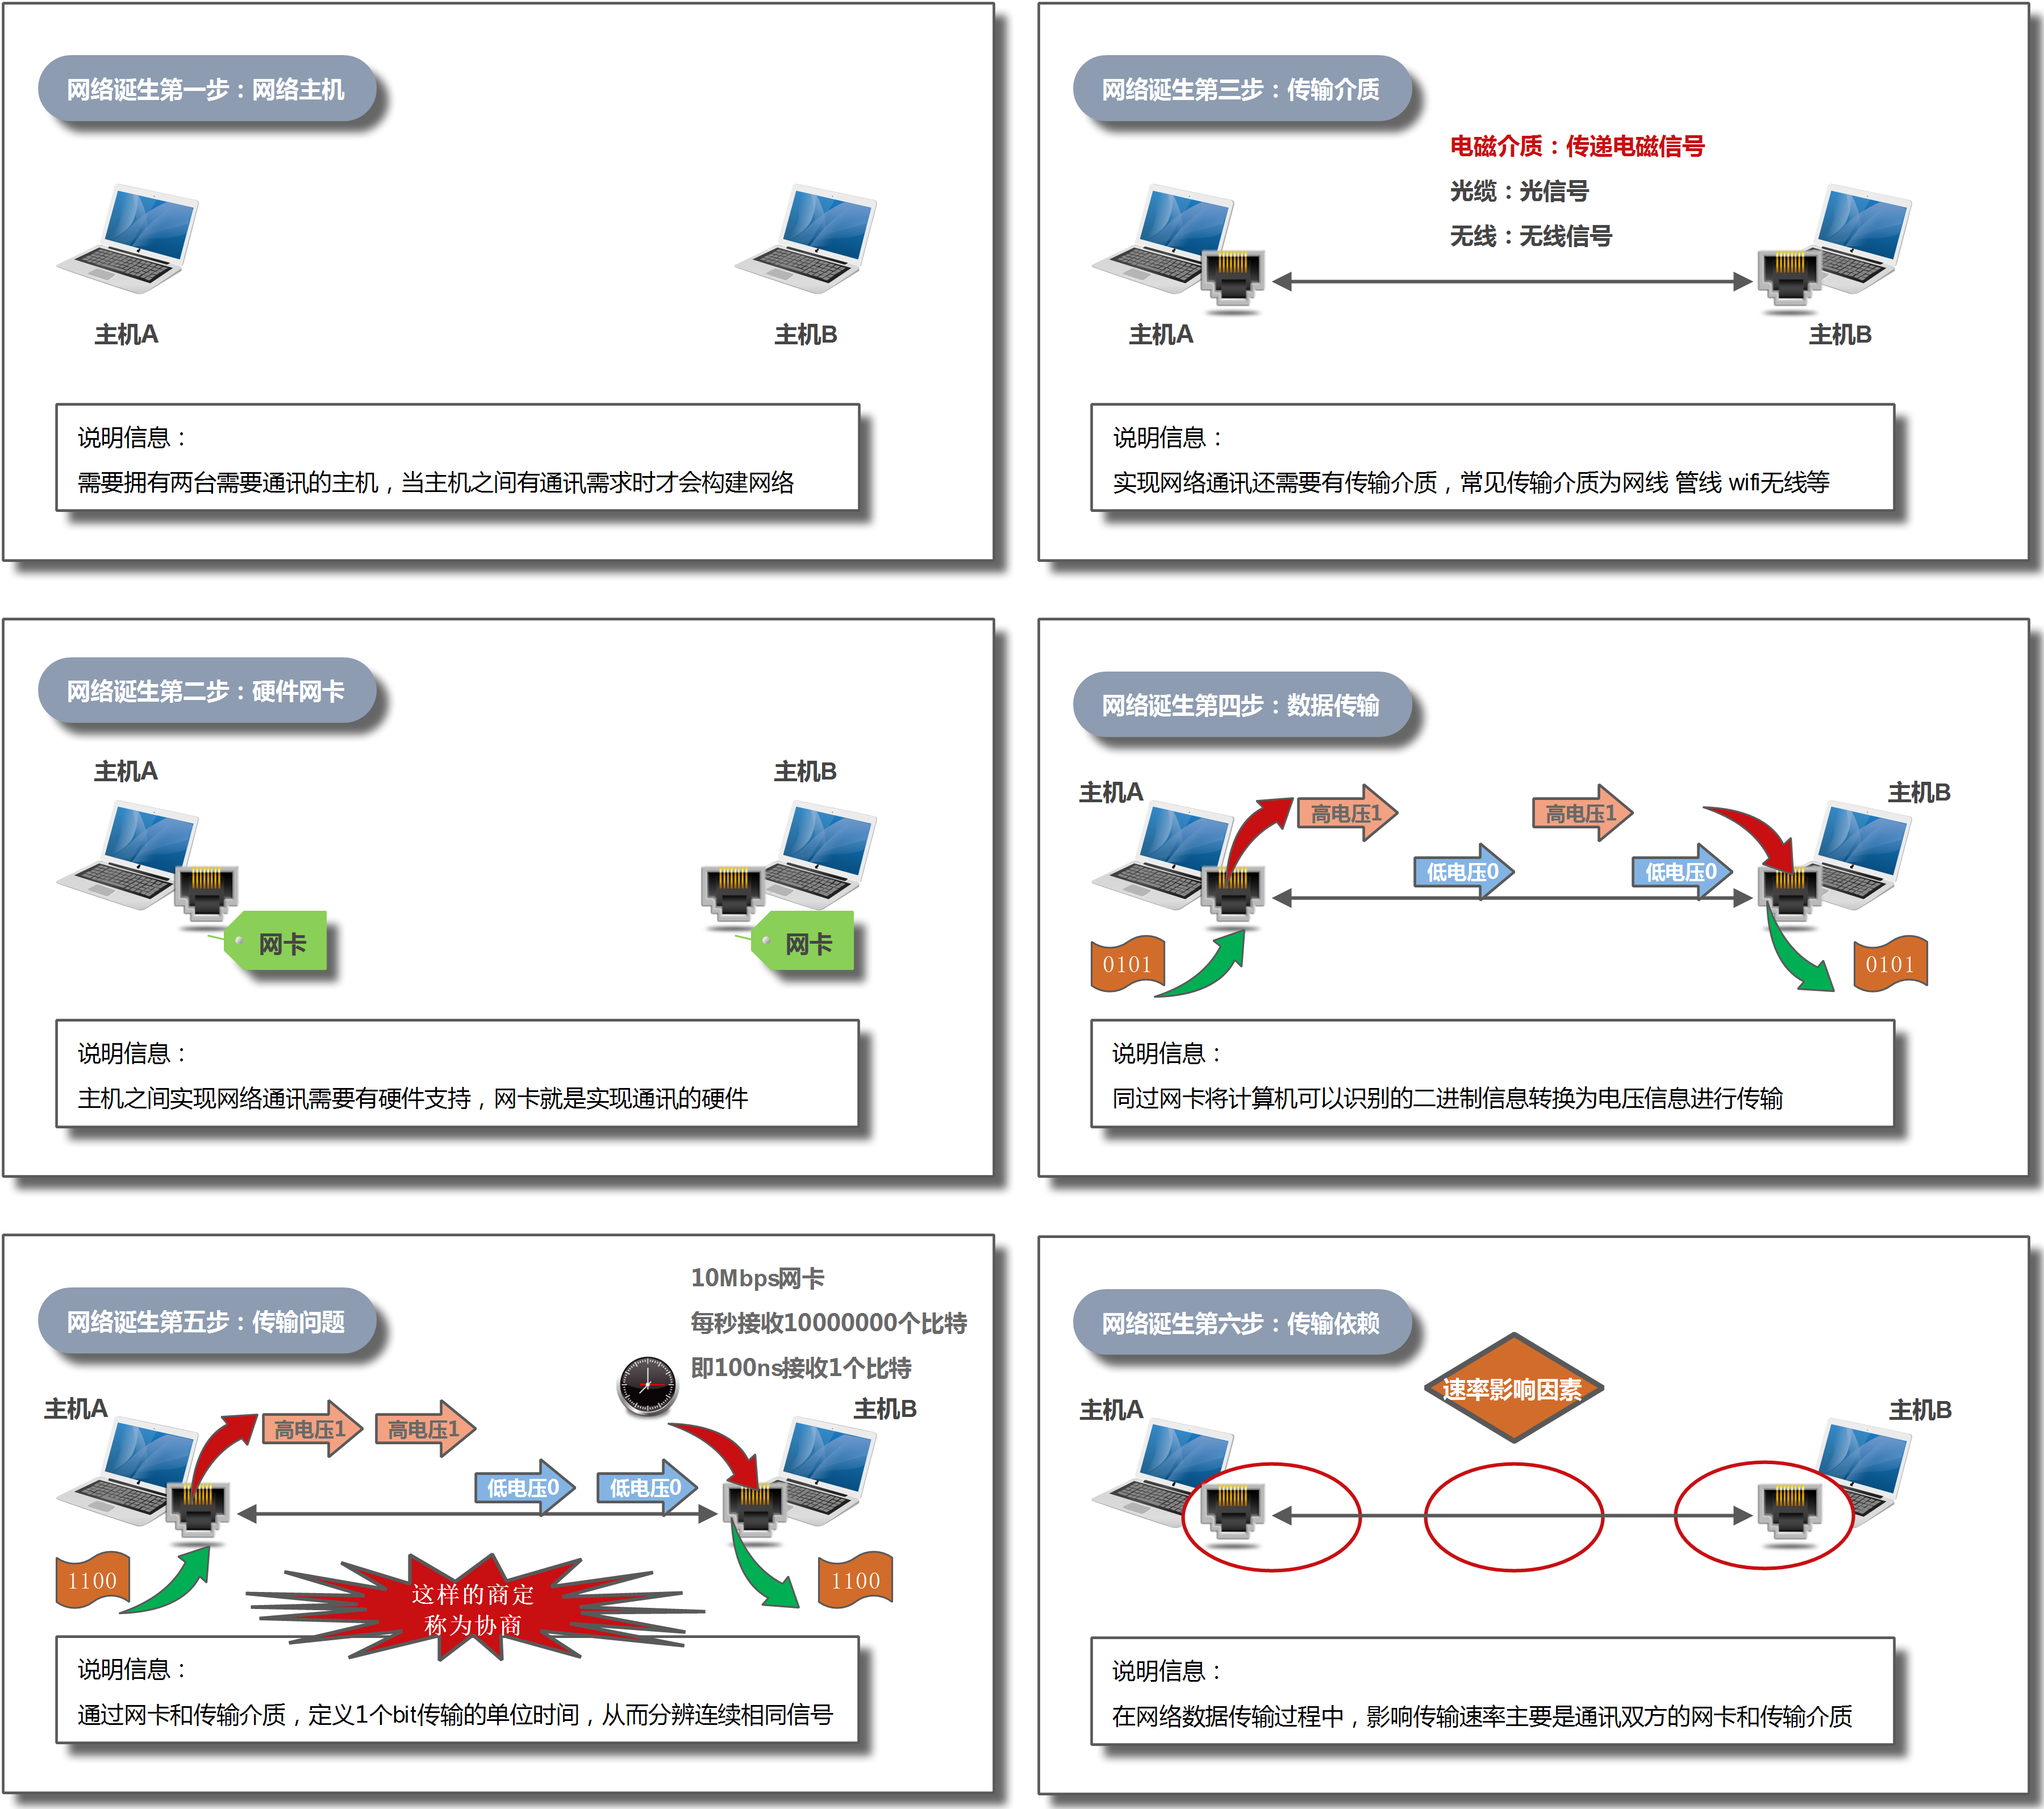 网络诞生第一步：网络主机
主机A
主机B
说明信息：
需要拥有两台需要通讯的主机，当主机之间有通讯需求时才会构建网络
网络诞生第三步：传输介质
电磁介质：传递电磁信号
光缆：光信号
无线：无线信号
主机A
主机B
说明信息：
实现网络通讯还需要有传输介质，常见传输介质为网线 管线 wifi无线等
网络诞生第二步：硬件网卡
主机A
主机B
网卡
网卡
说明信息：
主机之间实现网络通讯需要有硬件支持，网卡就是实现通讯的硬件
网络诞生第四步：数据传输
主机A
高电压1
高电压1
主机B
低电压0
低电压0
0101
0101
说明信息：
同过网卡将计算机可以识别的二进制信息转换为电压信息进行传输
网络诞生第五步：传输问题
10Mbps网卡
每秒接收10000000个比特
即100ns接收1个比特
主机A
主机B
高电压1
高电压1
低电压0
低电压0
1100
1100
这样的商定
称为协商
说明信息：
通过网卡和传输介质，定义1个bit传输的单位时间，从而分辨连续相同信号
网络诞生第六步：传输依赖
速率影响因素
主机A
主机B
说明信息：
在网络数据传输过程中，影响传输速率主要是通讯双方的网卡和传输介质